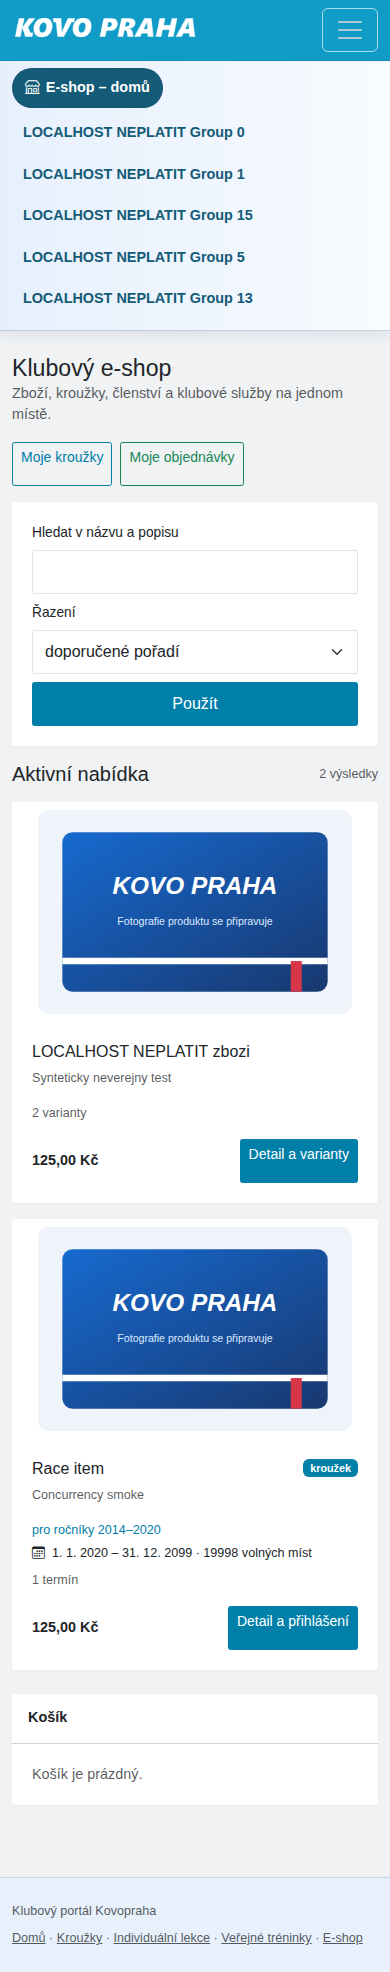 KOVO PRAHA
E-shop – domů
LOCALHOST NEPLATIT Group 0
LOCALHOST NEPLATIT Group 1
LOCALHOST NEPLATIT Group 15
LOCALHOST NEPLATIT Group 5
LOCALHOST NEPLATIT Group 13
Klubový e-shop
Zboží, kroužky, členství a klubové služby na jednom
místě.
Moje kroužky
Moje objednávky
Hledat v názvu a popisu
Řazení
doporučené pořadí
Použít
Aktivní nabídka
2 výsledky
KOVO PRAHA
Fotografie produktu se připravuje
LOCALHOST NEPLATIT zbozi
Synteticky neverejny test
2 varianty
125,00 Kč
Detail a varianty
KOVO PRAHA
Fotografie produktu se připravuje
Race item
kroužek
Concurrency smoke
pro ročníky 2014–2020
1. 1. 2020 – 31. 12. 2099 · 19998 volných míst
1 termín
125,00 Kč
Detail a přihlášení
Košík
Košík je prázdný.
Klubový portál Kovopraha
Domů · Kroužky · Individuální lekce · Veřejné tréninky · E-shop